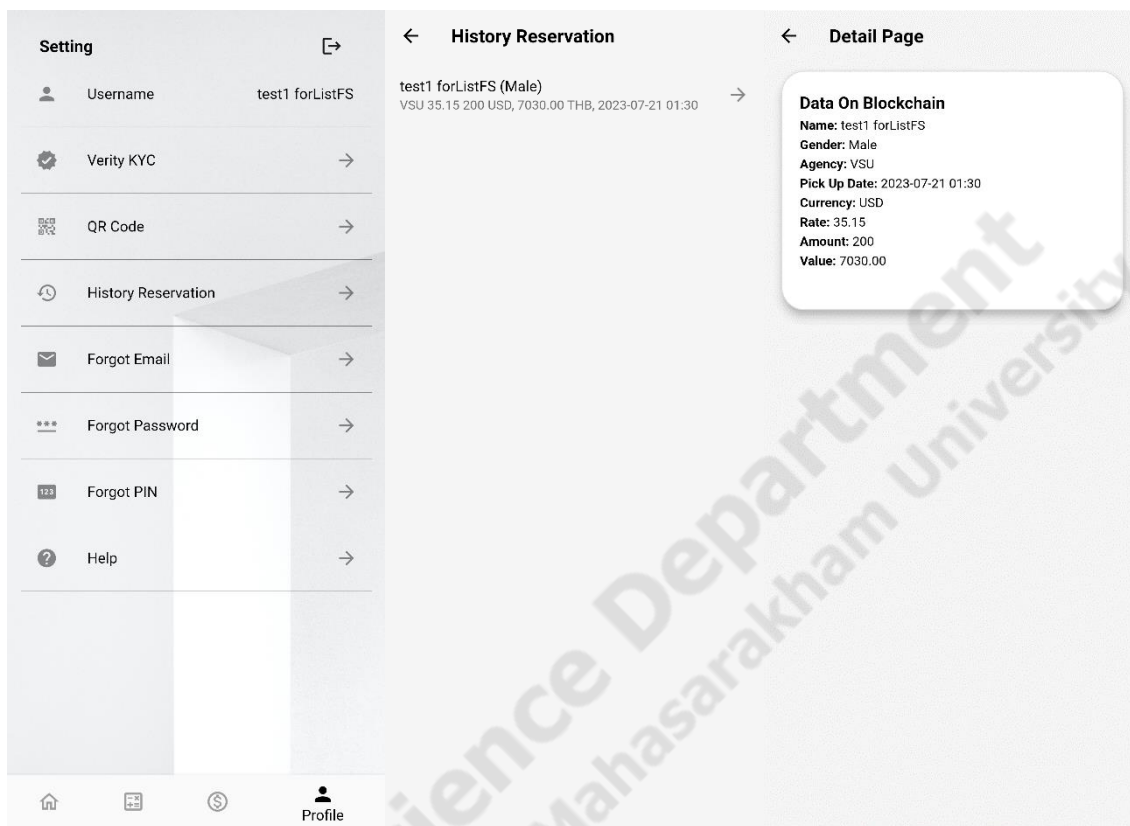 Setting
Username test1 forListFS
Verity KYC
QR Code
History Reservation
Forgot Email
Forgot Password
123 Forgot PIN
Help
Profile
History Reservation
test1 forListFS (Male)
VSU 35.15 200 USD, 7030.00 THB, 2023-07-21 01:30
Detail Page
Data On Blockchain
Name: test1 forListFS
Gender: Male
Agency: VSU
Pick Up Date: 2023-07-21 01:30
Currency: USD
Rate: 35.15
Amount: 200
Value: 7030.00
ience Department
Mahasarakham University